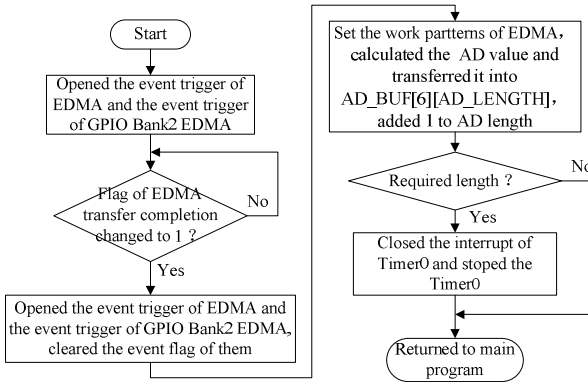 Start
Opened the event trigger of
EDMA and the event trigger
of GPIO Bank2 EDMA
Flag of EDMA
transfer completion
changed to 1 ？
No
Yes
Opened the event trigger of EDMA and
the event trigger of GPIO Bank2 EDMA,
cleared the event flag of them
Set the work partterns of EDMA，
calculated the AD value and
transferred it into
AD_BUF[6][AD_LENGTH]，
added 1 to AD length
Required length ？
No
Yes
Closed the interrupt of
Timer0 and stoped the
Timer0
Returned to main
program